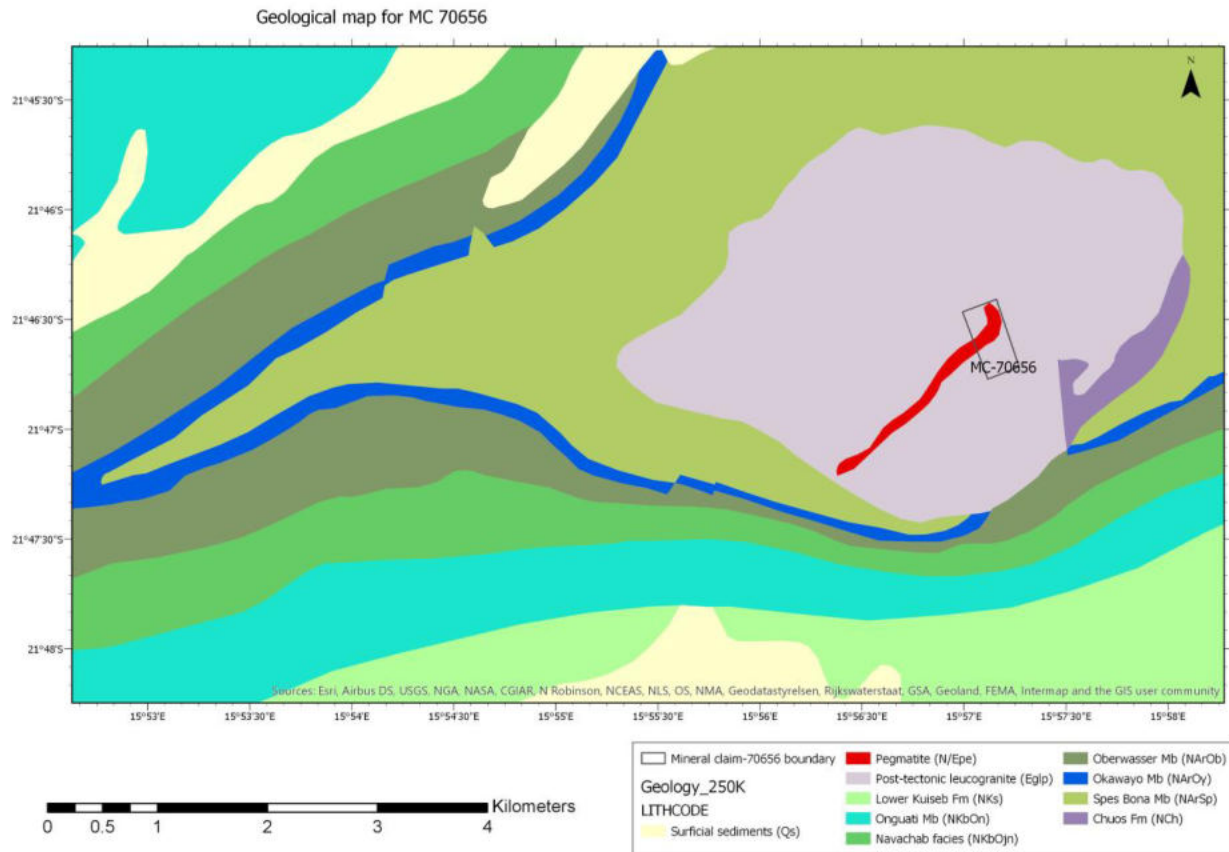 Geological map for MC 70656
N
21°45'30"S
21°46'S
21°46'30"S
21°47'S
21°47'30"S
21°48'S
MC-70656
Sources: Esri, Airbus DS, USGS, NGA, NASA, CGIAR, N Robinson, NCEAS, NLS, OS, NMA, Geodatastyrelsen, Rijkswaterstaat, GSA, Geoland, FEMA, Intermap and the GIS user community
15°53'E 15°53'30"E 15°54'E 15°54'30"E 15°55'E 15°55'30"E 15°56'E 15°56'30"E 15°57'E 15°57'30"E 15°58'E
Kilometers
0 0.5 1 2 3 4
Mineral claim-70656 boundary
Geology_250K
LITHCODE
Surficial sediments (Qs)
Pegmatite (N/Epe)
Post-tectonic leucogranite (Eglp)
Lower Kuiseb Fm (NKs)
Onguati Mb (NKbOn)
Navachab facies (NKbOjn)
Oberwasser Mb (NArOb)
Okawayo Mb (NArOy)
Spes Bona Mb (NArSp)
Chuos Fm (NCh)